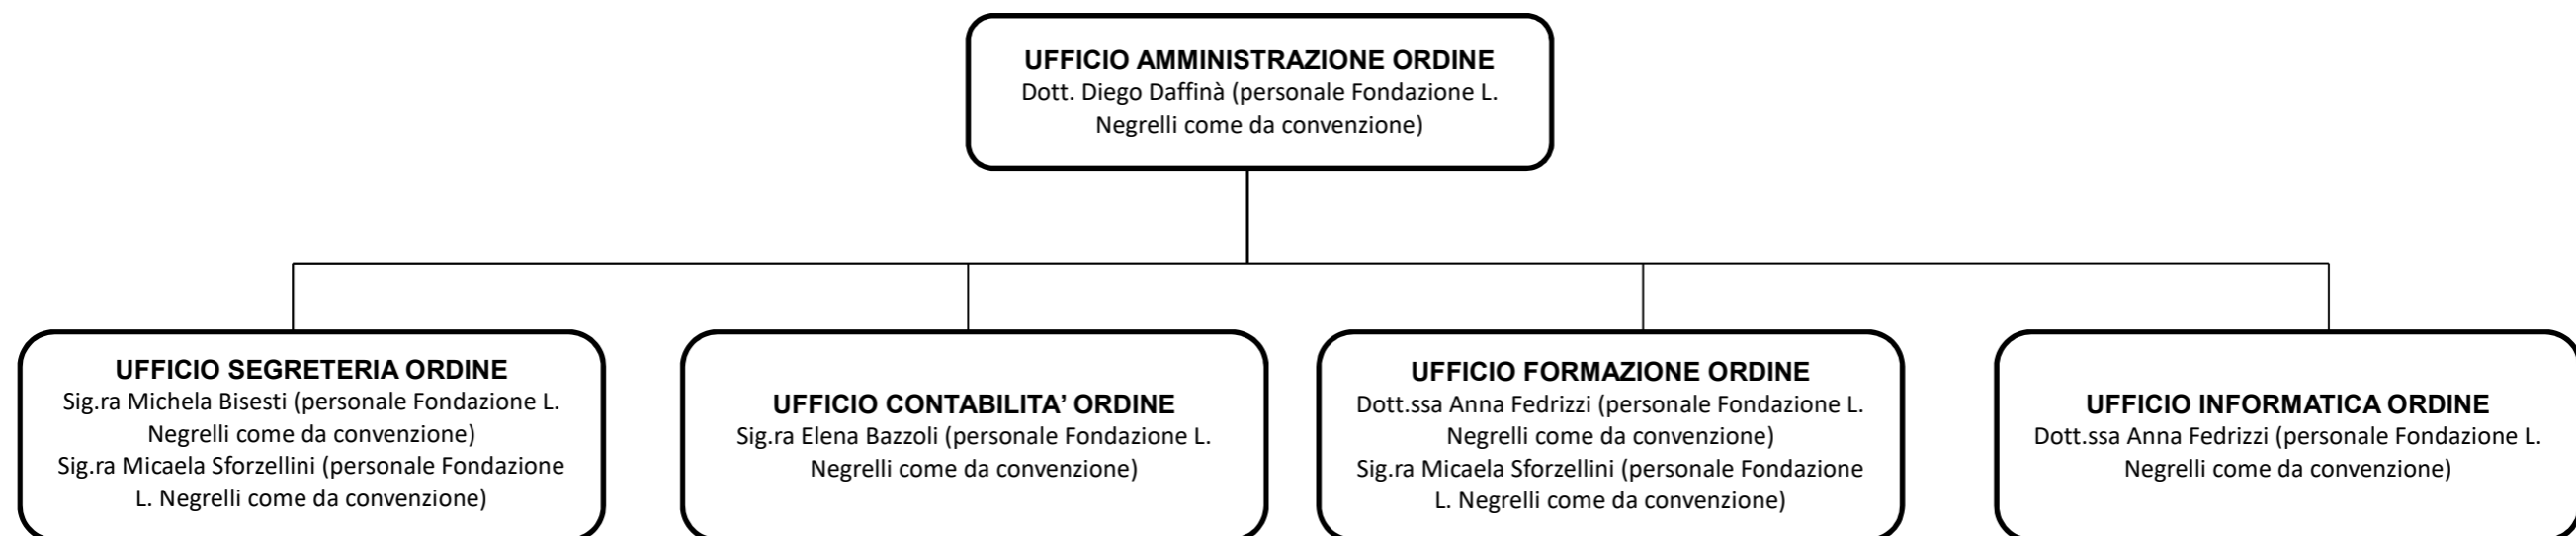 UFFICIO AMMINISTRAZIONE ORDINE
Dott. Diego Daffinà (personale Fondazione L.
Negrelli come da convenzione)
UFFICIO SEGRETERIA ORDINE
Sig.ra Michela Bisesti (personale Fondazione L.
Negrelli come da convenzione)
Sig.ra Micaela Sforzellini (personale Fondazione
L. Negrelli come da convenzione)
UFFICIO CONTABILITA’ ORDINE
Sig.ra Elena Bazzoli (personale Fondazione L.
Negrelli come da convenzione)
UFFICIO FORMAZIONE ORDINE
Dott.ssa Anna Fedrizzi (personale Fondazione L.
Negrelli come da convenzione)
Sig.ra Micaela Sforzellini (personale Fondazione
L. Negrelli come da convenzione)
UFFICIO INFORMATICA ORDINE
Dott.ssa Anna Fedrizzi (personale Fondazione L.
Negrelli come da convenzione)